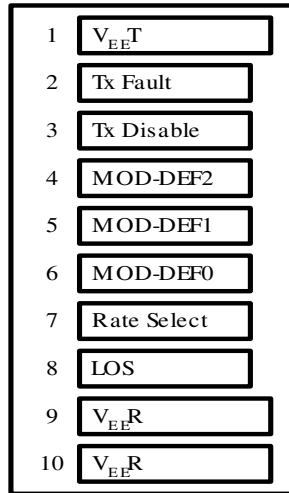 1 VEET
2 Tx Fault
3 Tx Disable
4 MOD-DEF2
5 MOD-DEF1
6 MOD-DEF0
7 Rate Select
8 LOS
9 VEER
10 VEER